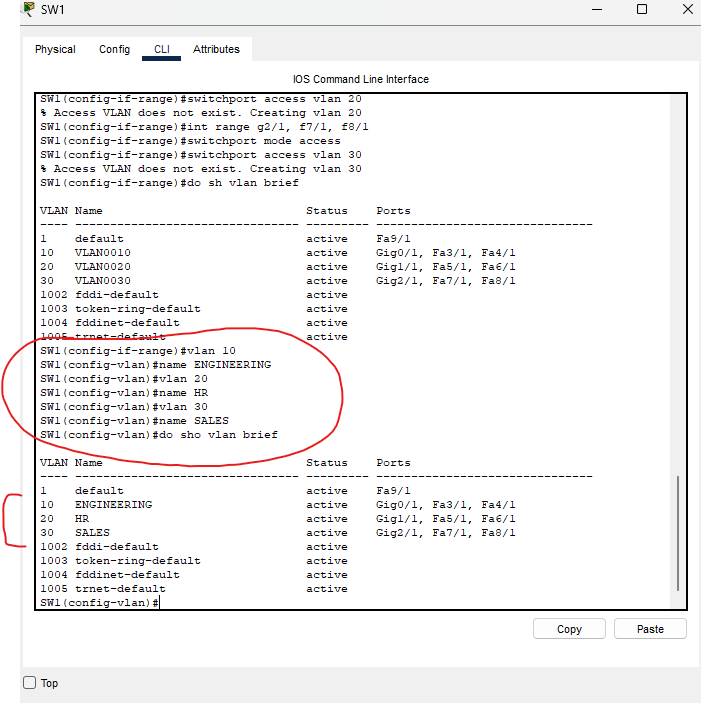 SW1
Physical Config CLI Attributes
IOS Command Line Interface
SW1(config-if-range)#switchport access vlan 20
% Access VLAN does not exist. Creating vlan 20
SW1(config-if-range)#int range g2/1, f7/1, f8/1
SW1(config-if-range)#switchport mode access
SW1(config-if-range)#switchport access vlan 30
% Access VLAN does not exist. Creating vlan 30
SW1(config-if-range)#do sh vlan brief
VLAN Name                             Status    Ports
---- -------------------------------- --------- -------------------------------
1    default                          active    Fa9/1
10   VLAN0010                         active    Gig0/1, Fa3/1, Fa4/1
20   VLAN0020                         active    Gig1/1, Fa5/1, Fa6/1
30   VLAN0030                         active    Gig2/1, Fa7/1, Fa8/1
1002 fddi-default                     active
1003 token-ring-default               active
1004 fddinet-default                  active
1005 trnet-default                    active
SW1(config-if-range)#vlan 10
SW1(config-vlan)#name ENGINEERING
SW1(config-vlan)#vlan 20
SW1(config-vlan)#name HR
SW1(config-vlan)#vlan 30
SW1(config-vlan)#name SALES
SW1(config-vlan)#do sho vlan brief
VLAN Name                             Status    Ports
---- -------------------------------- --------- -------------------------------
1    default                          active    Fa9/1
10   ENGINEERING                      active    Gig0/1, Fa3/1, Fa4/1
20   HR                               active    Gig1/1, Fa5/1, Fa6/1
30   SALES                            active    Gig2/1, Fa7/1, Fa8/1
1002 fddi-default                     active
1003 token-ring-default               active
1004 fddinet-default                  active
1005 trnet-default                    active
SW1(config-vlan)#
Copy Paste
Top